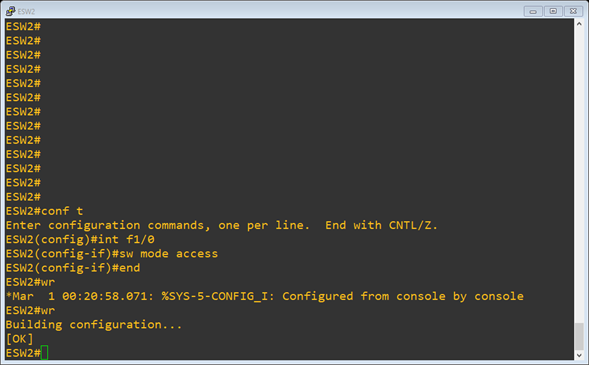 ESW2
ESW2#
ESW2#
ESW2#
ESW2#
ESW2#
ESW2#
ESW2#
ESW2#
ESW2#
ESW2#
ESW2#
ESW2#
ESW2#
ESW2#conf t
Enter configuration commands, one per line.  End with CNTL/Z.
ESW2(config)#int f1/0
ESW2(config-if)#sw mode access
ESW2(config-if)#end
ESW2#wr
*Mar  1 00:20:58.071: %SYS-5-CONFIG_I: Configured from console by console
ESW2#wr
Building configuration...
[OK]
ESW2#